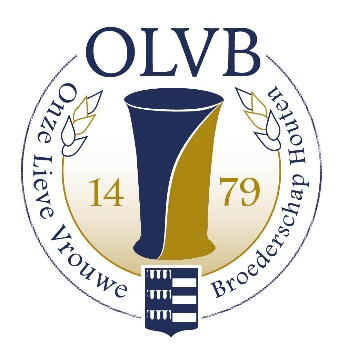 OLVB
Onze Lieve Vrouwe
Broederschap Houten
14 79